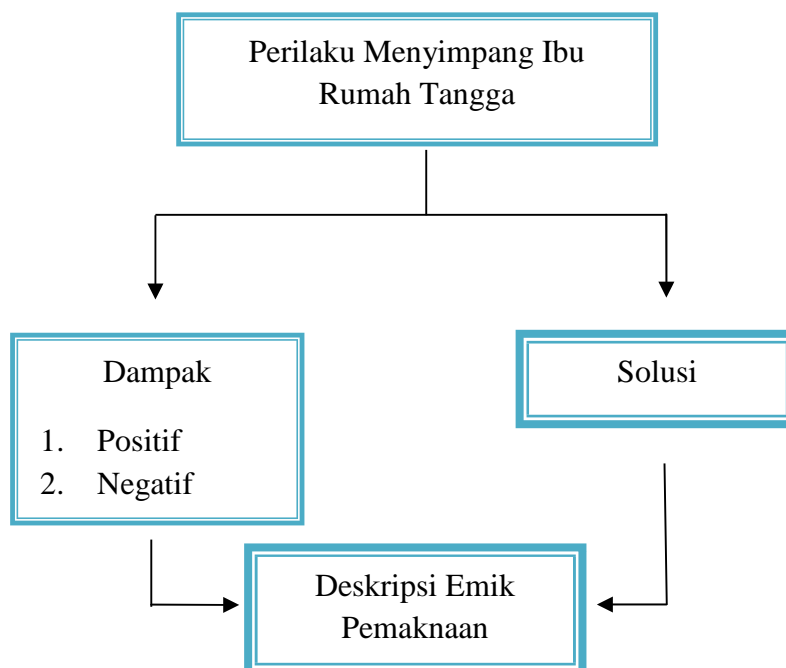 Perilaku Menyimpang Ibu
Rumah Tangga
Dampak
1. Positif
2. Negatif
Solusi
Deskripsi Emik
Pemaknaan